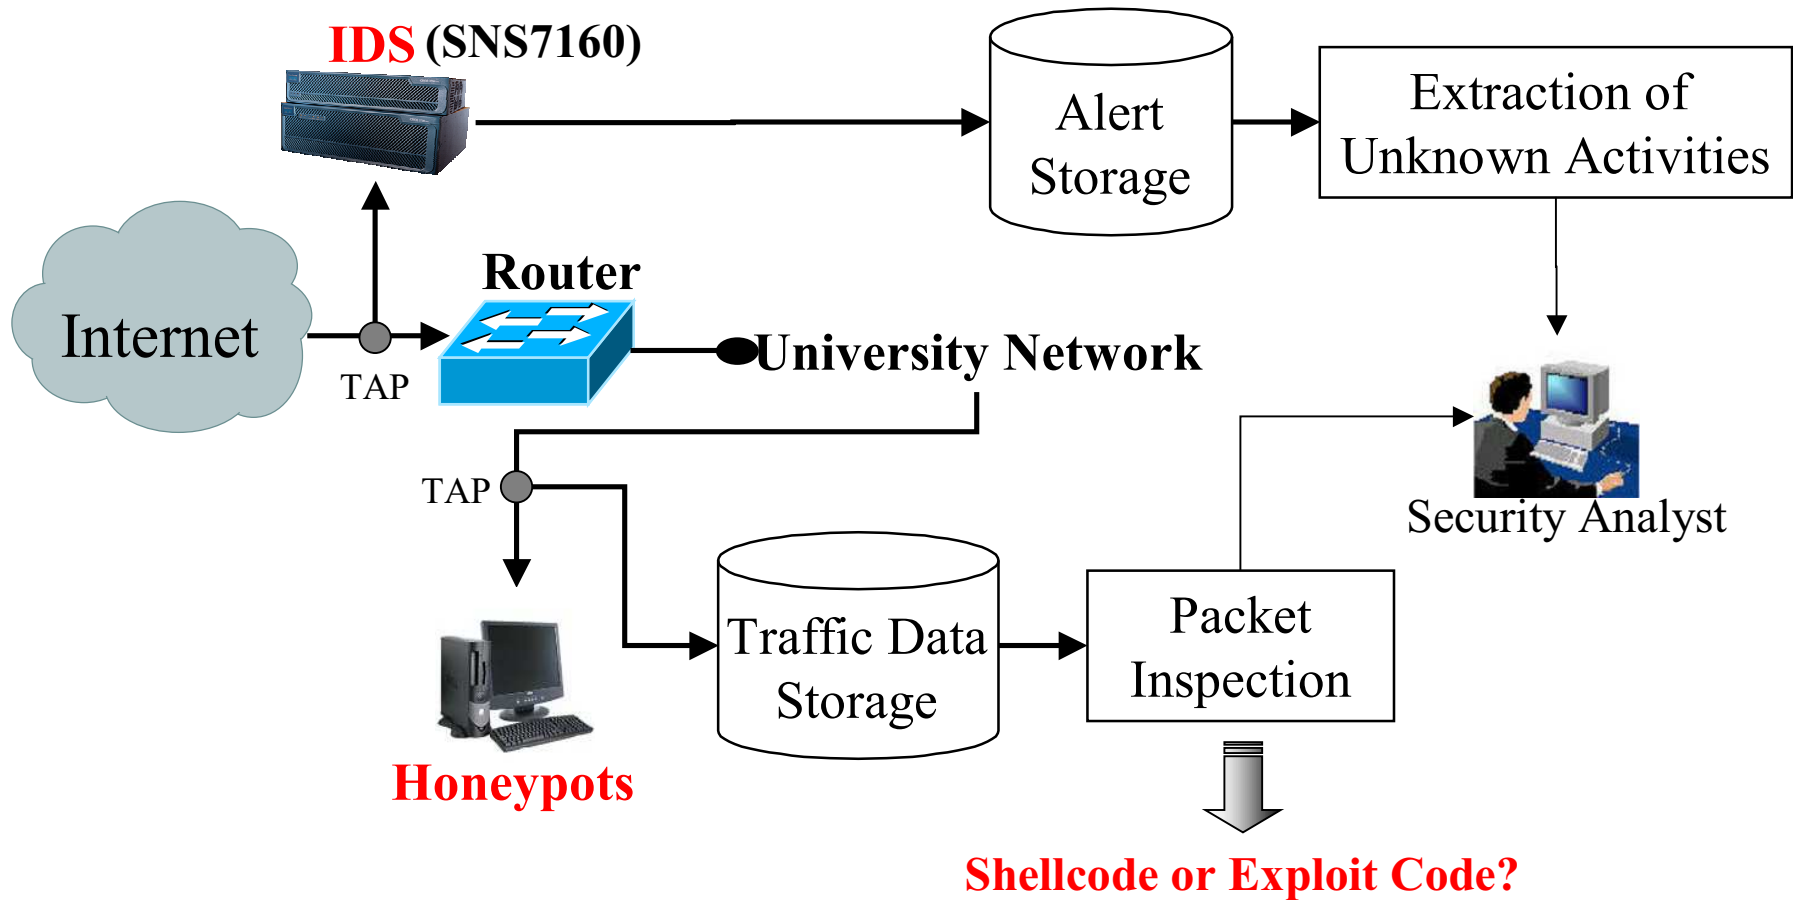 IDS (SNS7160)
Alert
Storage
Extraction of
Unknown Activities
Internet
TAP
Router
University Network
TAP
Security Analyst
Honeypots
Traffic Data
Storage
Packet
Inspection
Shellcode or Exploit Code?